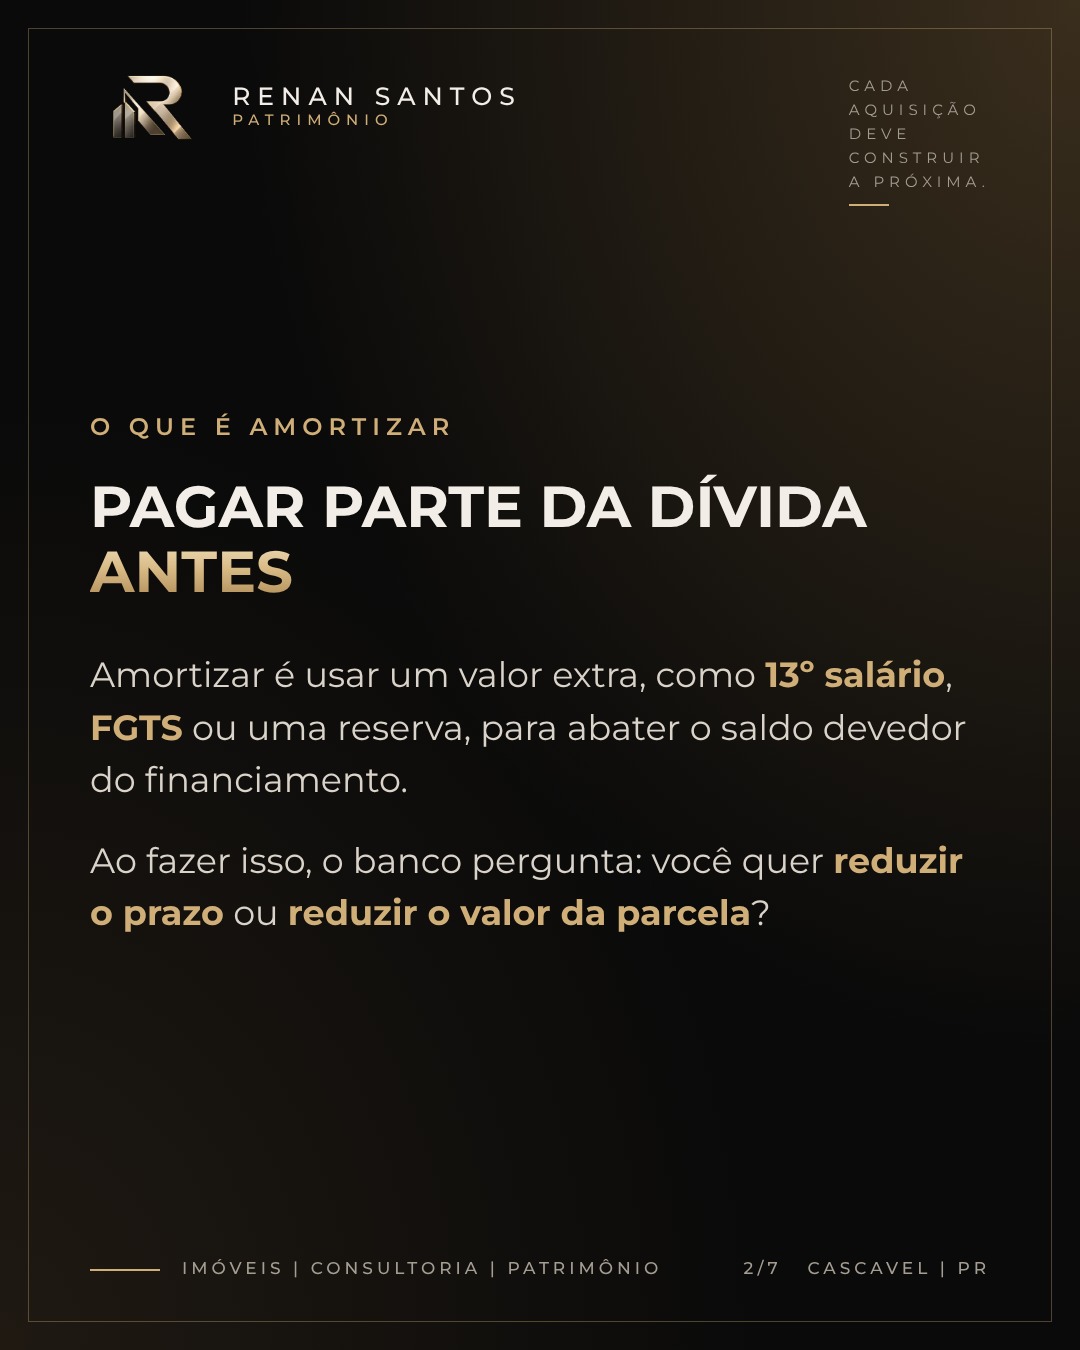 RENAN SANTOS
PATRIMÔNIO
CADA
AQUISIÇÃO
DEVE
CONSTRUIR
A PRÓXIMA.
O QUE É AMORTIZAR
PAGAR PARTE DA DÍVIDA
ANTES
Amortizar é usar um valor extra, como 13º salário,
FGTS ou uma reserva, para abater o saldo devedor
do financiamento.
Ao fazer isso, o banco pergunta: você quer reduzir
o prazo ou reduzir o valor da parcela?
IMÓVEIS | CONSULTORIA | PATRIMÔNIO 2/7 CASCAVEL | PR